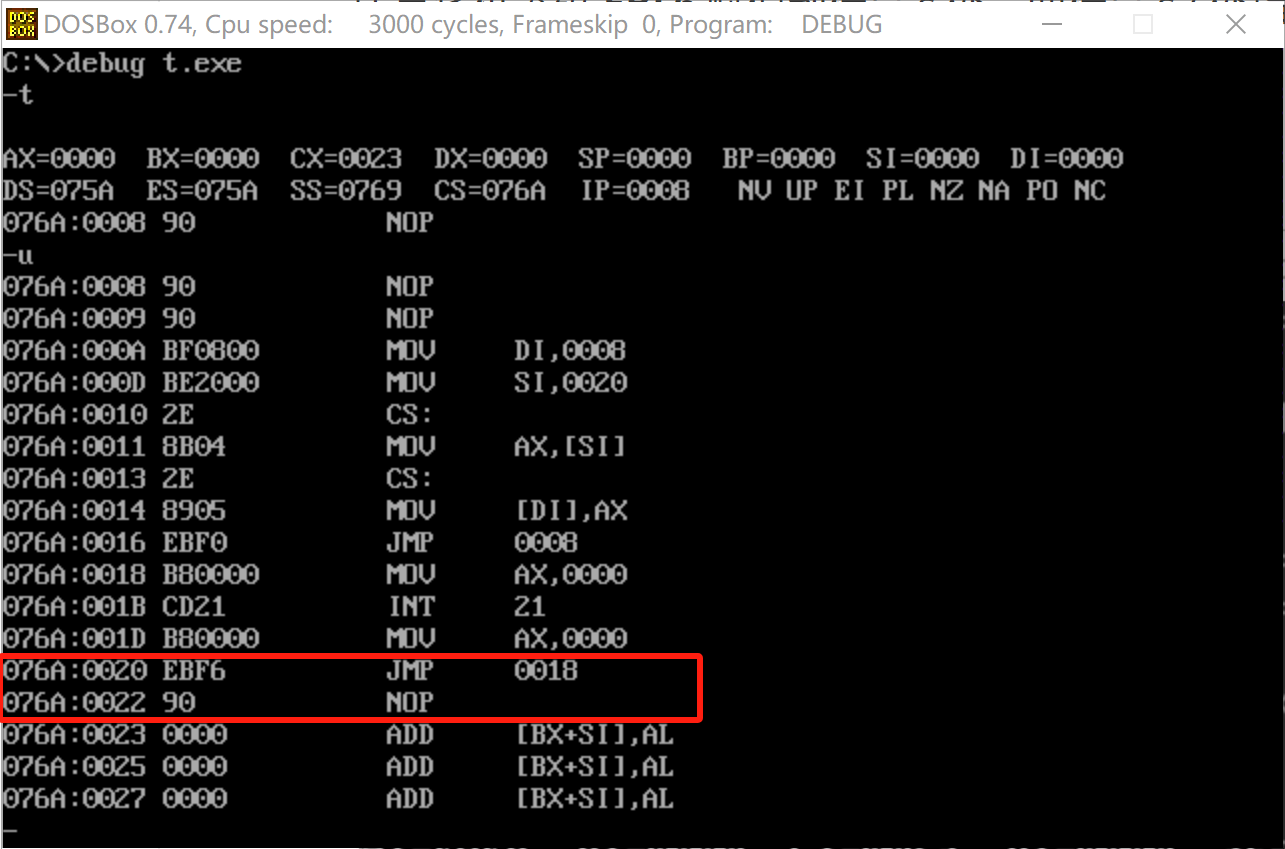 DOS BOX DOSBox 0.74, Cpu speed: 3000 cycles, Frameskip 0, Program: DEBUG
C:\>debug t.exe
-t
AX=0000 BX=0000 CX=0023 DX=0000 SP=0000 BP=0000 SI=0000 DI=0000
DS=075A ES=075A SS=0769 CS=076A IP=0008 NV UP EI PL NZ NA PO NC
076A:0008 90 NOP
-u
076A:0008 90 NOP
076A:0009 90 NOP
076A:000A BF0800 MOV DI,0008
076A:000D BE2000 MOV SI,0020
076A:0010 2E CS:
076A:0011 8B04 MOV AX,[SI]
076A:0013 2E CS:
076A:0014 8905 MOV [DI],AX
076A:0016 EBF0 JMP 0008
076A:0018 B80000 MOV AX,0000
076A:001B CD21 INT 21
076A:001D B80000 MOV AX,0000
076A:0020 EBF6 JMP 0018
076A:0022 90 NOP
076A:0023 0000 ADD [BX+SI],AL
076A:0025 0000 ADD [BX+SI],AL
076A:0027 0000 ADD [BX+SI],AL
-